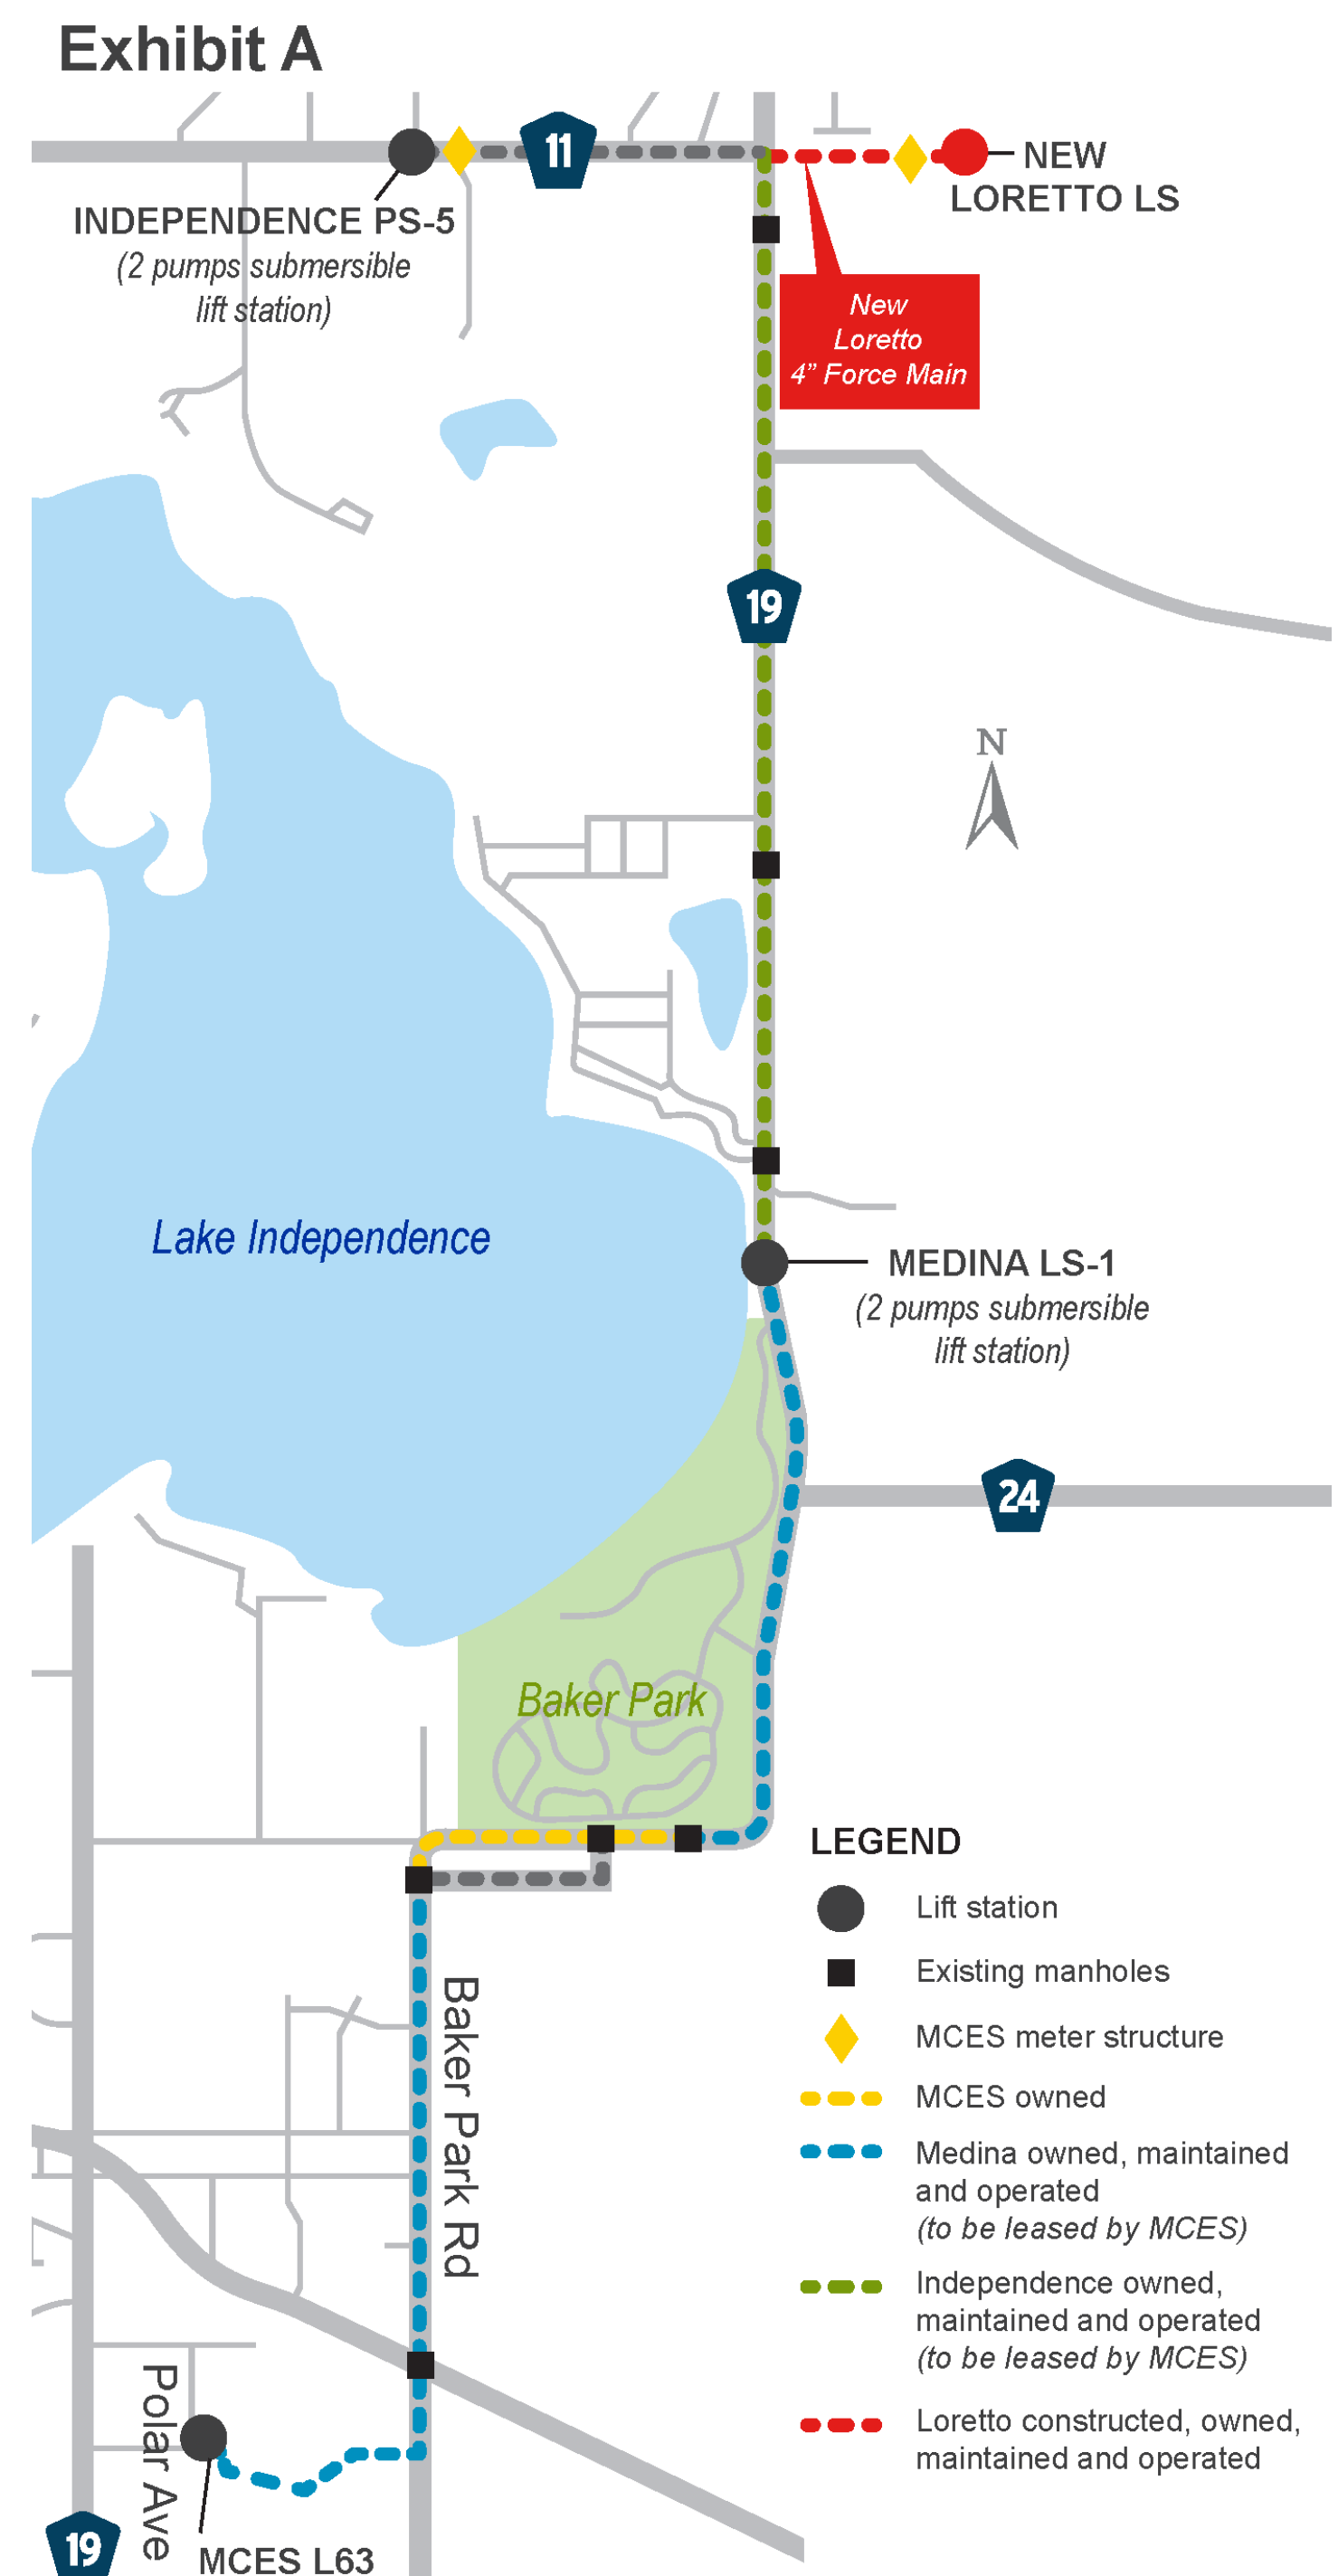 Exhibit A
11
NEW
LORETTO LS
INDEPENDENCE PS-5
(2 pumps submersible
lift station)
New
Loretto
4” Force Main
19
N
Lake Independence
MEDINA LS-1
(2 pumps submersible
lift station)
24
Baker Park
LEGEND
Lift station
Existing manholes
MCES meter structure
MCES owned
Medina owned, maintained
and operated
(to be leased by MCES)
Independence owned,
maintained and operated
(to be leased by MCES)
Loretto constructed, owned,
maintained and operated
Baker Park Rd
Polar Ave
19
MCES L63